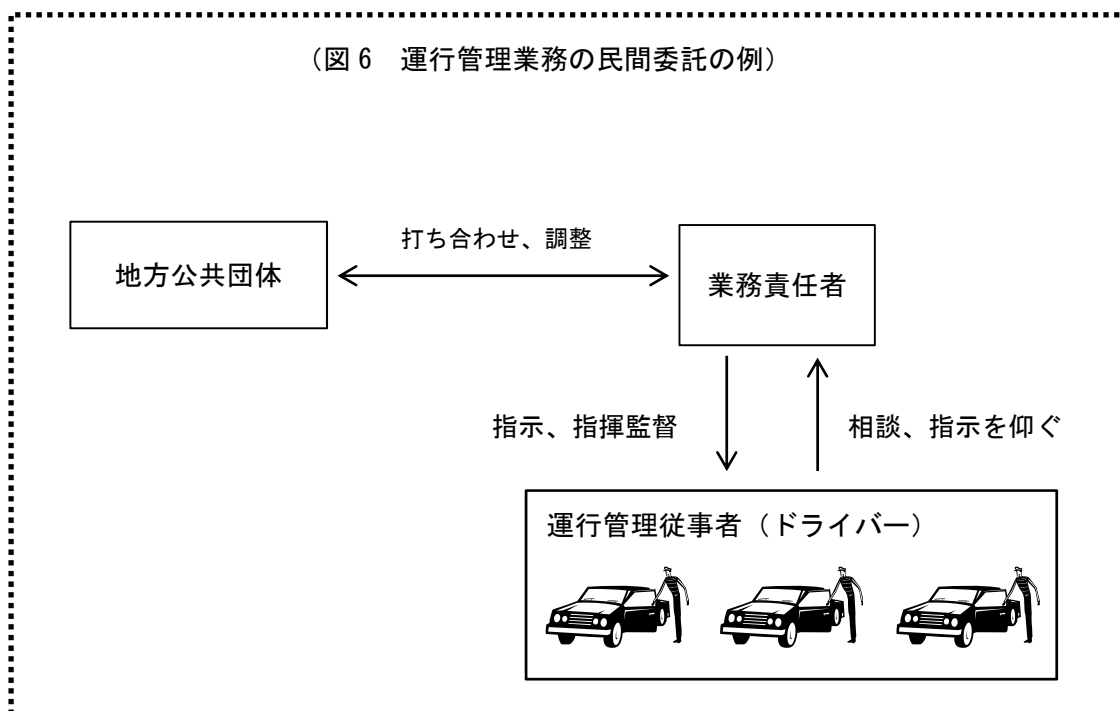 （図６　運行管理業務の民間委託の例）
打ち合わせ、調整
地方公共団体
業務責任者
指示、指揮監督
相談、指示を仰ぐ
運行管理従事者（ドライバー）